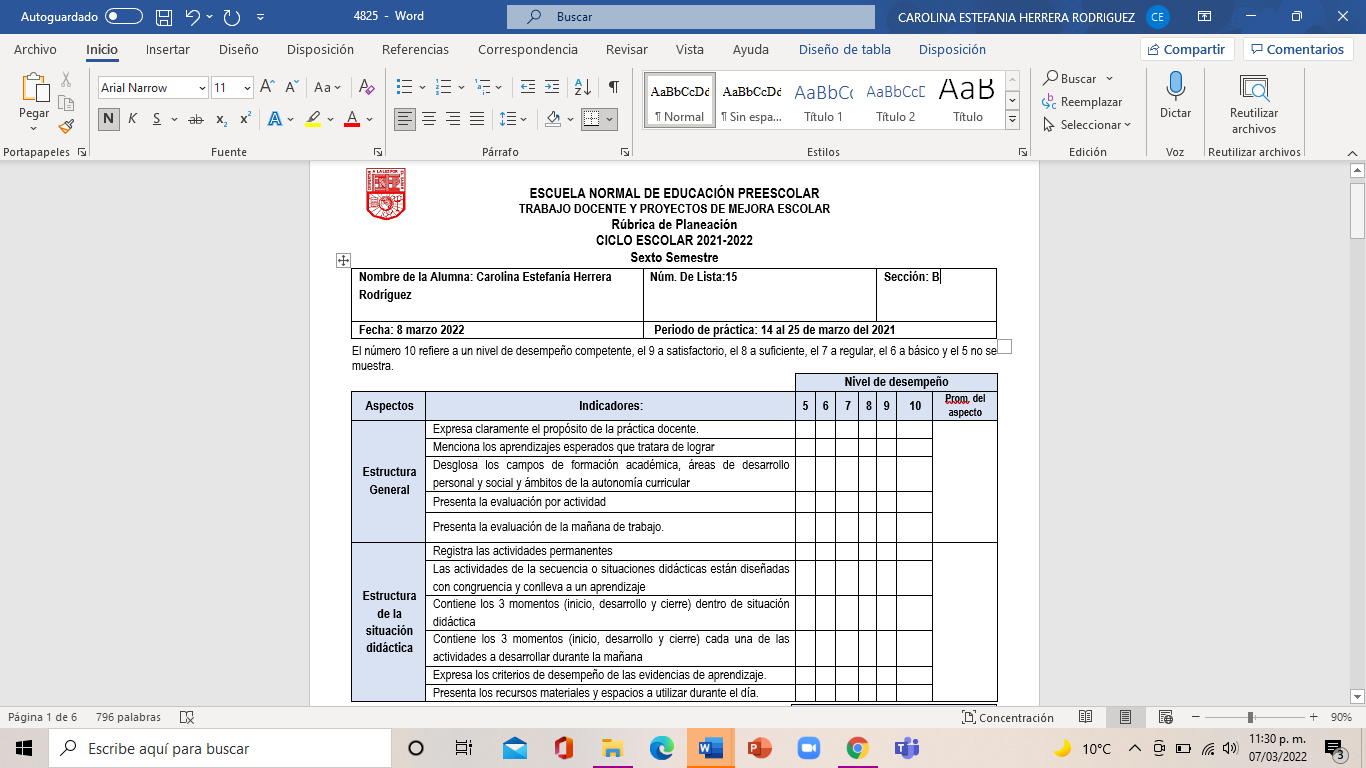 Autoguardado
4825 - Word
Buscar
CAROLINA ESTEFANIA HERRERA RODRIGUEZ
CE
Archivo Inicio Insertar Diseño Disposición Referencias Correspondencia Revisar Vista Ayuda Diseño de tabla Disposición
Compartir
Comentarios
Pegar
Portapapeles
Arial Narrow 11
Fuente
Párrafo
AaBbCcDd AaBbCcDd AaBbCc AaBbCcD AaB
¶ Normal ¶ Sin espa... Título 1 Título 2 Título
Estilos
Buscar
Reemplazar
Seleccionar
Edición
Dictar
Voz
Reutilizar archivos
Reutilizar archivos
ESCUELA NORMAL DE EDUCACIÓN PREESCOLAR
TRABAJO DOCENTE Y PROYECTOS DE MEJORA ESCOLAR
Rúbrica de Planeación
CICLO ESCOLAR 2021-2022
Sexto Semestre
Nombre de la Alumna: Carolina Estefanía Herrera
Rodríguez
Núm. De Lista:15
Sección: B
Fecha: 8 marzo 2022
Periodo de práctica: 14 al 25 de marzo del 2021
El número 10 refiere a un nivel de desempeño competente, el 9 a satisfactorio, el 8 a suficiente, el 7 a regular, el 6 a básico y el 5 no se
muestra.
Nivel de desempeño
Aspectos
Indicadores:
5 6 7 8 9 10
Prom. del
aspecto
Estructura
General
Expresa claramente el propósito de la práctica docente.
Menciona los aprendizajes esperados que tratara de lograr
Desglosa los campos de formación académica, áreas de desarrollo
personal y social y ámbitos de la autonomía curricular
Presenta la evaluación por actividad
Presenta la evaluación de la mañana de trabajo.
Estructura
de la
situación
didáctica
Registra las actividades permanentes
Las actividades de la secuencia o situaciones didácticas están diseñadas
con congruencia y conlleva a un aprendizaje
Contiene los 3 momentos (inicio, desarrollo y cierre) dentro de situación
didáctica
Contiene los 3 momentos (inicio, desarrollo y cierre) cada una de las
actividades a desarrollar durante la mañana
Expresa los criterios de desempeño de las evidencias de aprendizaje.
Presenta los recursos materiales y espacios a utilizar durante el día.
Página 1 de 6
796 palabras
Concentración
90%
Escribe aquí para buscar
10°C
11:30 p. m.
07/03/2022
3